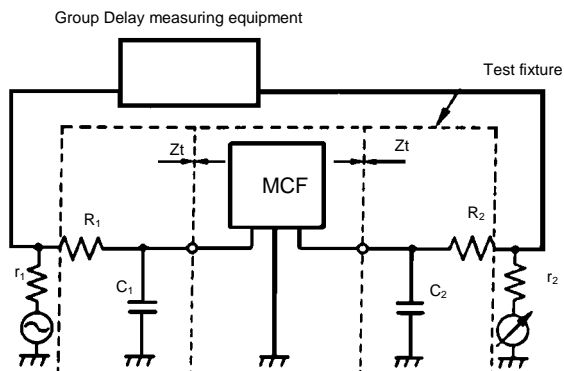 Group Delay measuring equipment
Test fixture
Zt
Zt
MCF
R1
R2
r1
C1
C2
r2